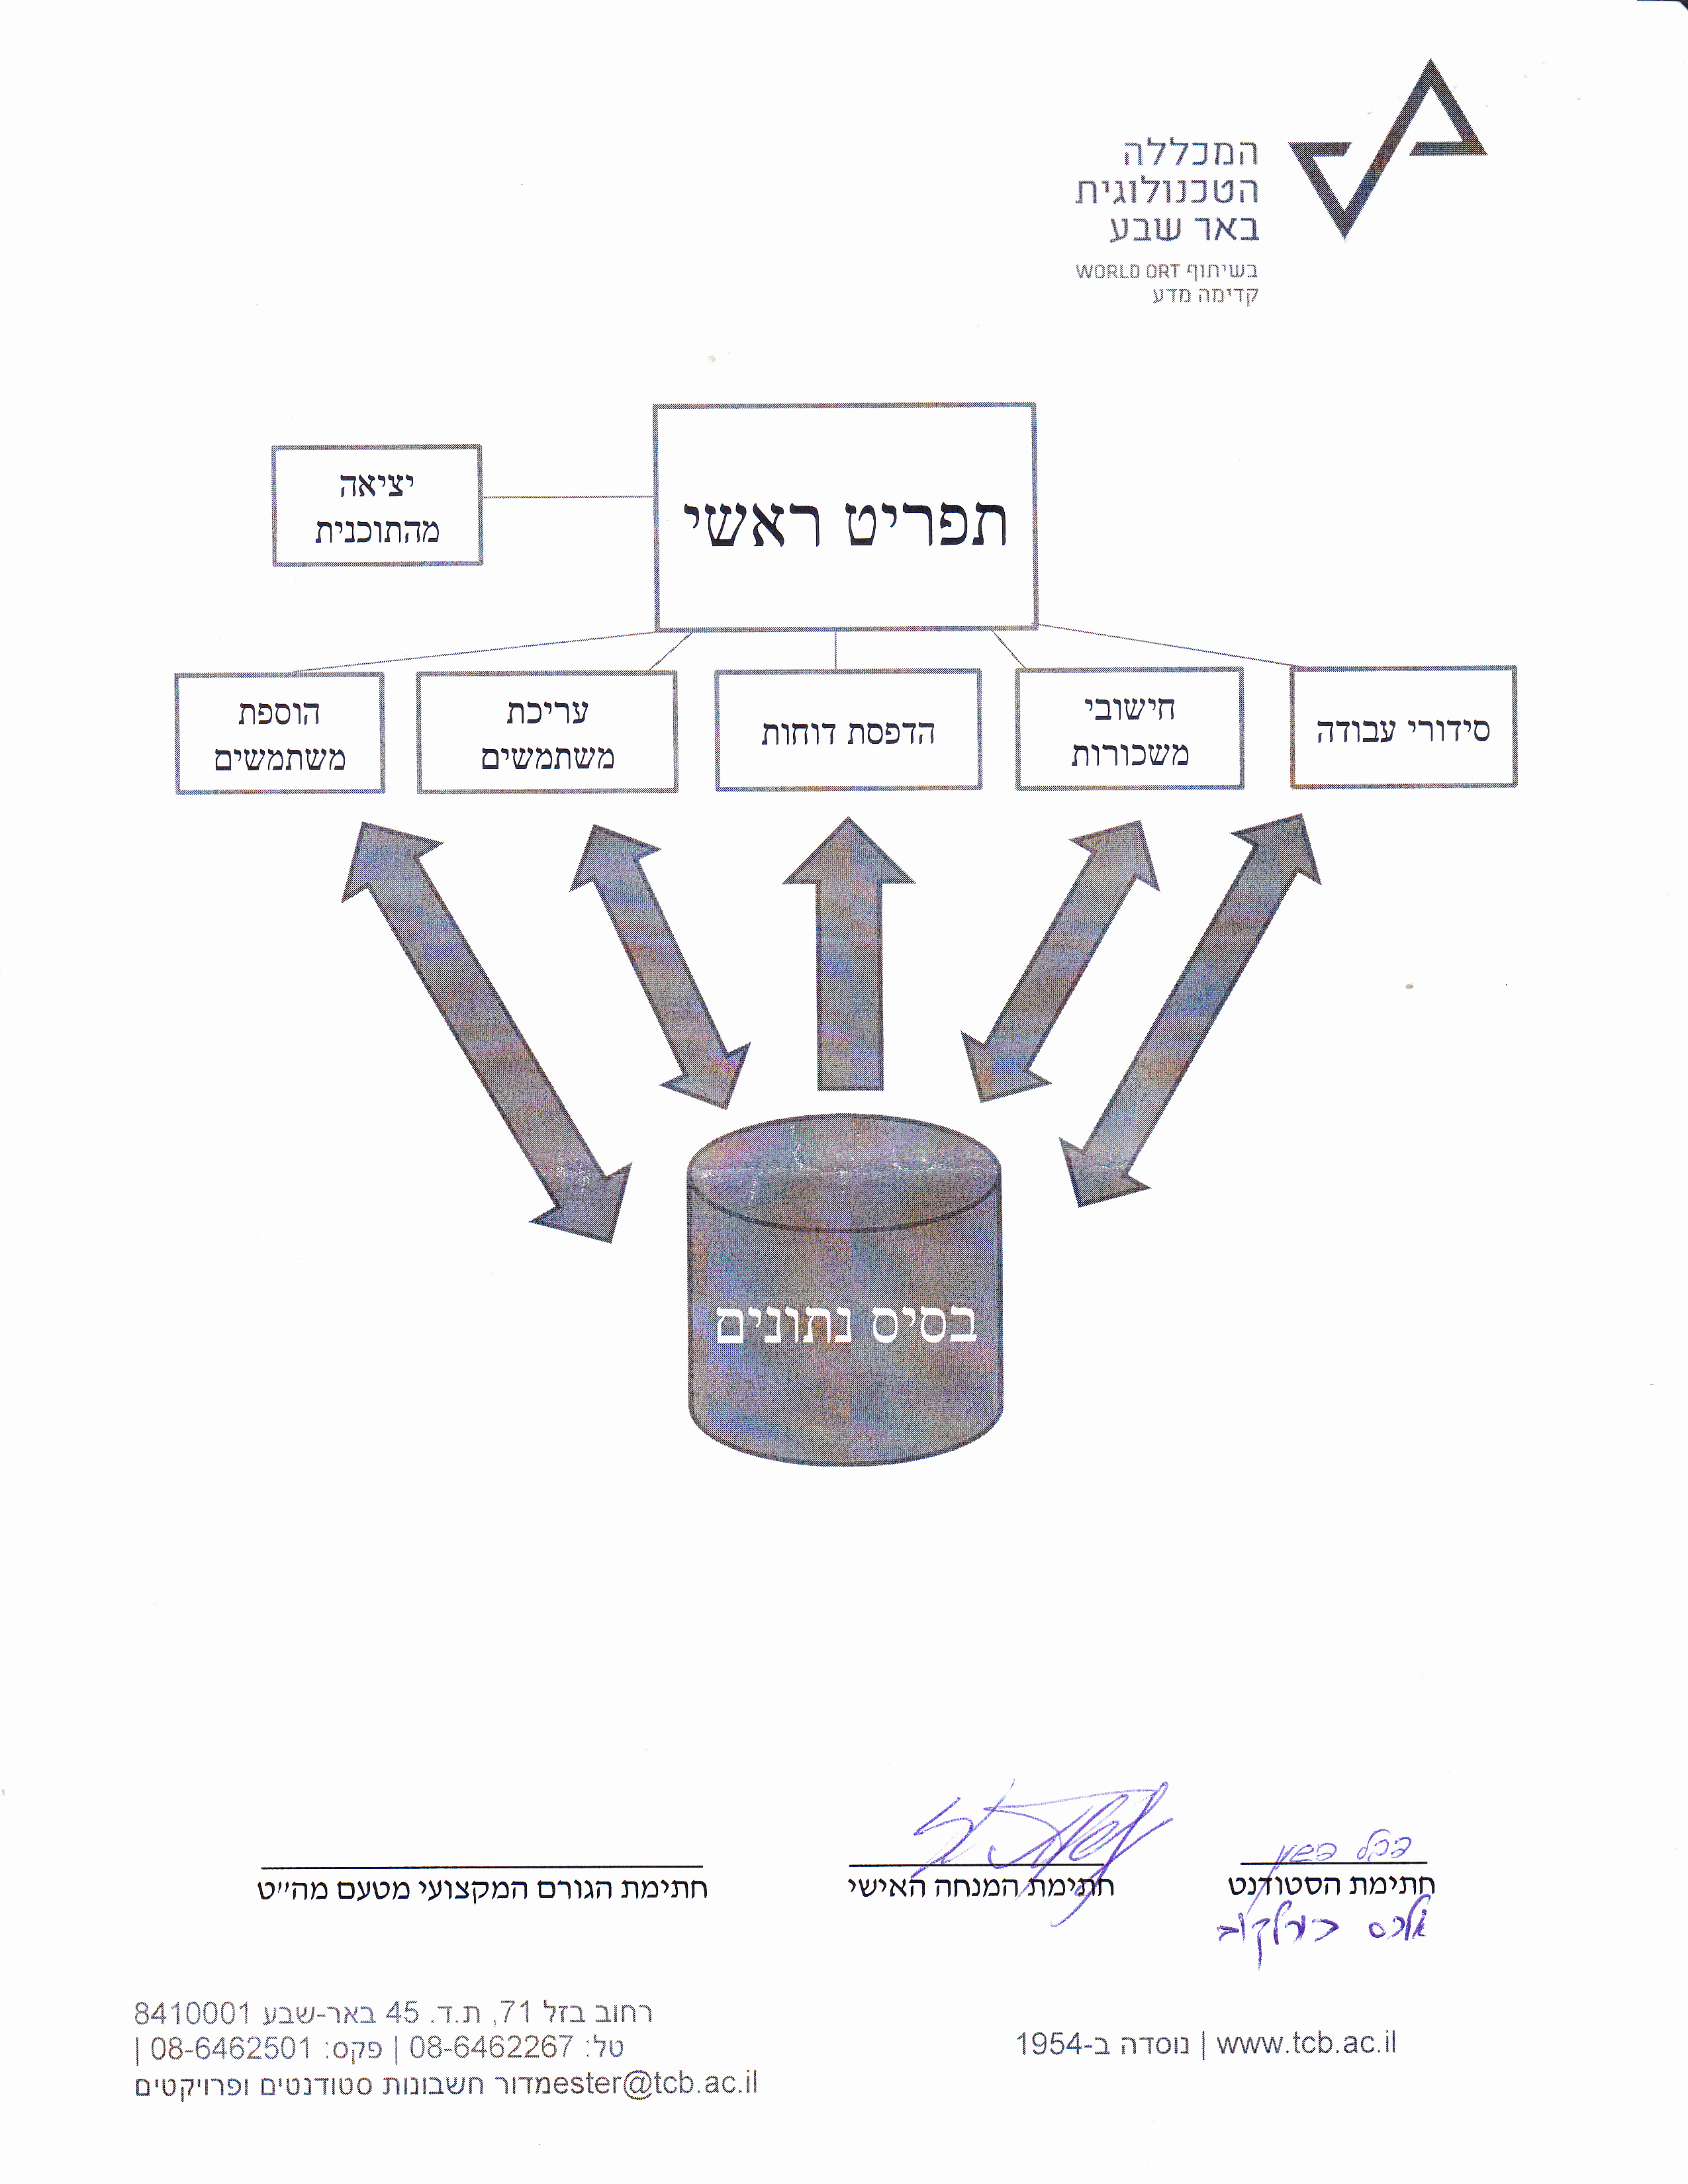 המכללה
הטכנולוגית
באר שבע
בשיתוף WORLD ORT
קדימה מדע
תפריט ראשי
יציאה
מהתוכנית
סידורי עבודה
חישובי
משכורות
הדפסת דוחות
עריכת
משתמשים
הוספת
משתמשים
בסיס נתונים
חתימת הסטודנט
אלכס
חתימת המנחה האישי
חתימת הגורם המקצועי מטעם מה״ט
www.tcb.ac.il | נוסדה ב-1954
רחוב בזל 71, ת.ד. 45 באר-שבע 8410001
טל: 08-6462267 | פקס: 08-6462501 |
מדור חשבונות סטודנטים ופרויקטים ester@tcb.ac.il